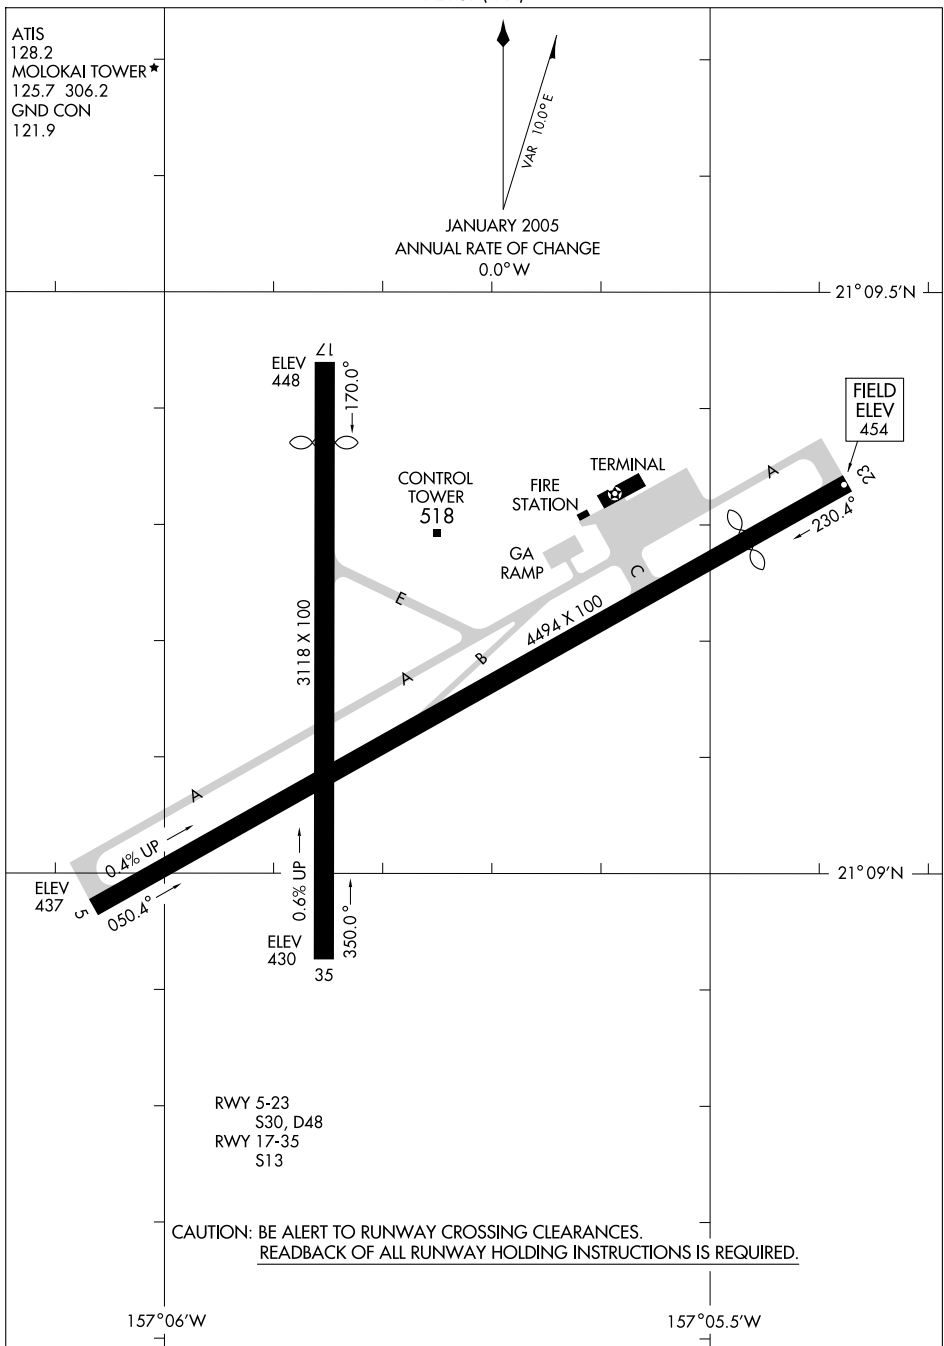 ATIS
128.2
MOLOKAI TOWER★
125.7 306.2
GND CON
121.9
VAR 10.0° E
JANUARY 2005
ANNUAL RATE OF CHANGE
0.0° W
21° 09.5'N
17
ELEV
448
170.0°
FIELD
ELEV
454
CONTROL
TOWER
518
FIRE
STATION
TERMINAL
A
23
230.4°
GA
RAMP
C
E
3118 X 100
4494 X 100
B
A
A
0.4% UP
0.6% UP
21° 09'N
ELEV
437
5
050.4°
350.0°
ELEV
430
35
RWY 5-23
S30, D48
RWY 17-35
S13
CAUTION: BE ALERT TO RUNWAY CROSSING CLEARANCES.
READBACK OF ALL RUNWAY HOLDING INSTRUCTIONS IS REQUIRED.
157° 06'W
157° 05.5'W